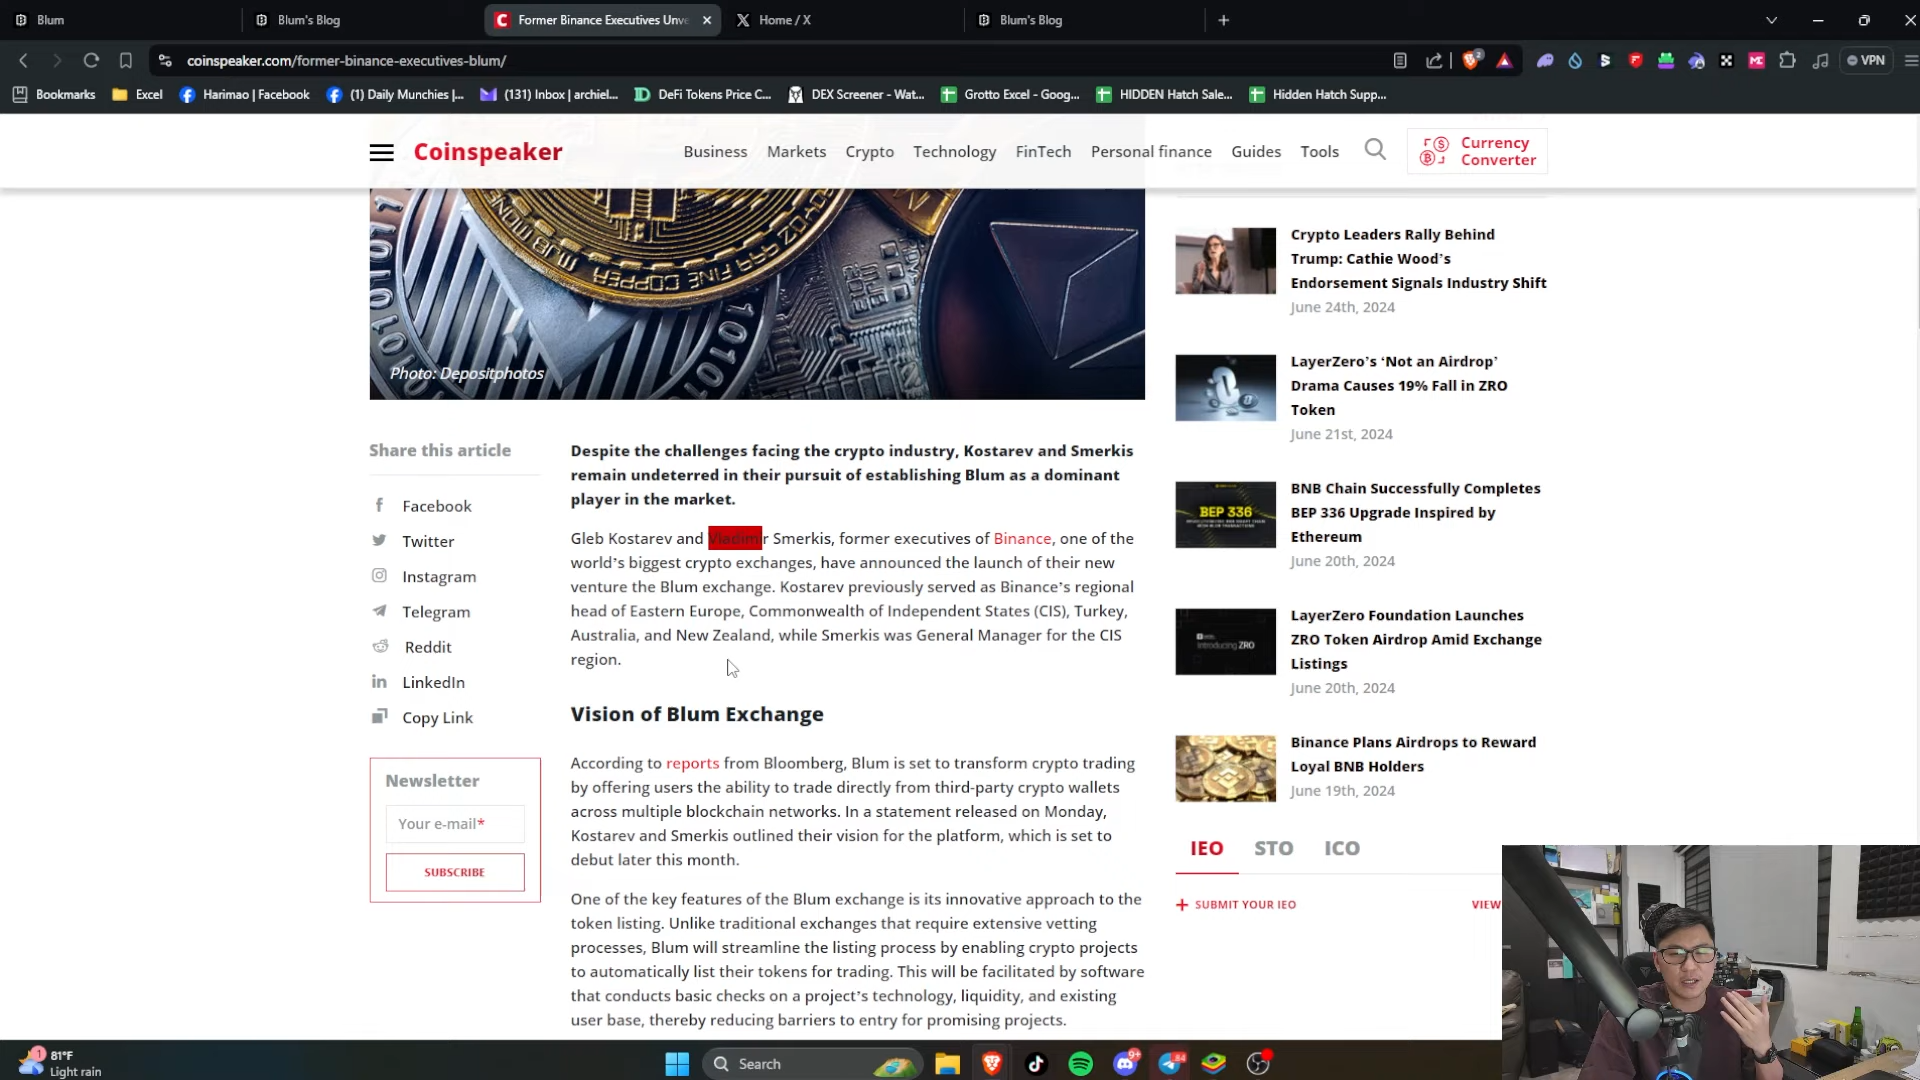 Blum
Blum's Blog
Former Binance Executives Unve
Home / X
Blum's Blog
coinspeaker.com/former-binance-executives-blum/
2
VPN
Bookmarks
Excel
Harimao | Facebook
(1) Daily Munchies |...
(131) Inbox | archiel...
DeFi Tokens Price C...
DEX Screener - Wat...
Grotto Excel - Goog...
HIDDEN Hatch Sale...
Hidden Hatch Supp...
Coinspeaker
Business
Markets
Crypto
Technology
FinTech
Personal finance
Guides
Tools
Currency
Converter
Photo: Depositphotos
Share this article
Facebook
Twitter
Instagram
Telegram
Reddit
LinkedIn
Copy Link
Newsletter
Your e-mail*
SUBSCRIBE
Despite the challenges facing the crypto industry, Kostarev and Smerkis
remain undeterred in their pursuit of establishing Blum as a dominant
player in the market.
Gleb Kostarev and Vladimir Smerkis, former executives of Binance, one of the
world's biggest crypto exchanges, have announced the launch of their new
venture the Blum exchange. Kostarev previously served as Binance's regional
head of Eastern Europe, Commonwealth of Independent States (CIS), Turkey,
Australia, and New Zealand, while Smerkis was General Manager for the CIS
region.
Vision of Blum Exchange
According to reports from Bloomberg, Blum is set to transform crypto trading
by offering users the ability to trade directly from third-party crypto wallets
across multiple blockchain networks. In a statement released on Monday,
Kostarev and Smerkis outlined their vision for the platform, which is set to
debut later this month.
One of the key features of the Blum exchange is its innovative approach to the
token listing. Unlike traditional exchanges that require extensive vetting
processes, Blum will streamline the listing process by enabling crypto projects
to automatically list their tokens for trading. This will be facilitated by software
that conducts basic checks on a project's technology, liquidity, and existing
user base, thereby reducing barriers to entry for promising projects.
Crypto Leaders Rally Behind
Trump: Cathie Wood's
Endorsement Signals Industry Shift
June 24th, 2024
LayerZero's 'Not an Airdrop'
Drama Causes 19% Fall in ZRO
Token
June 21st, 2024
BEP 336
BNB Chain Successfully Completes
BEP 336 Upgrade Inspired by
Ethereum
June 20th, 2024
Introducing ZRO
LayerZero Foundation Launches
ZRO Token Airdrop Amid Exchange
Listings
June 20th, 2024
Binance Plans Airdrops to Reward
Loyal BNB Holders
June 19th, 2024
IEO
STO
ICO
+ SUBMIT YOUR IEO
VIEW
1
81°F
Light rain
Search
9+
84